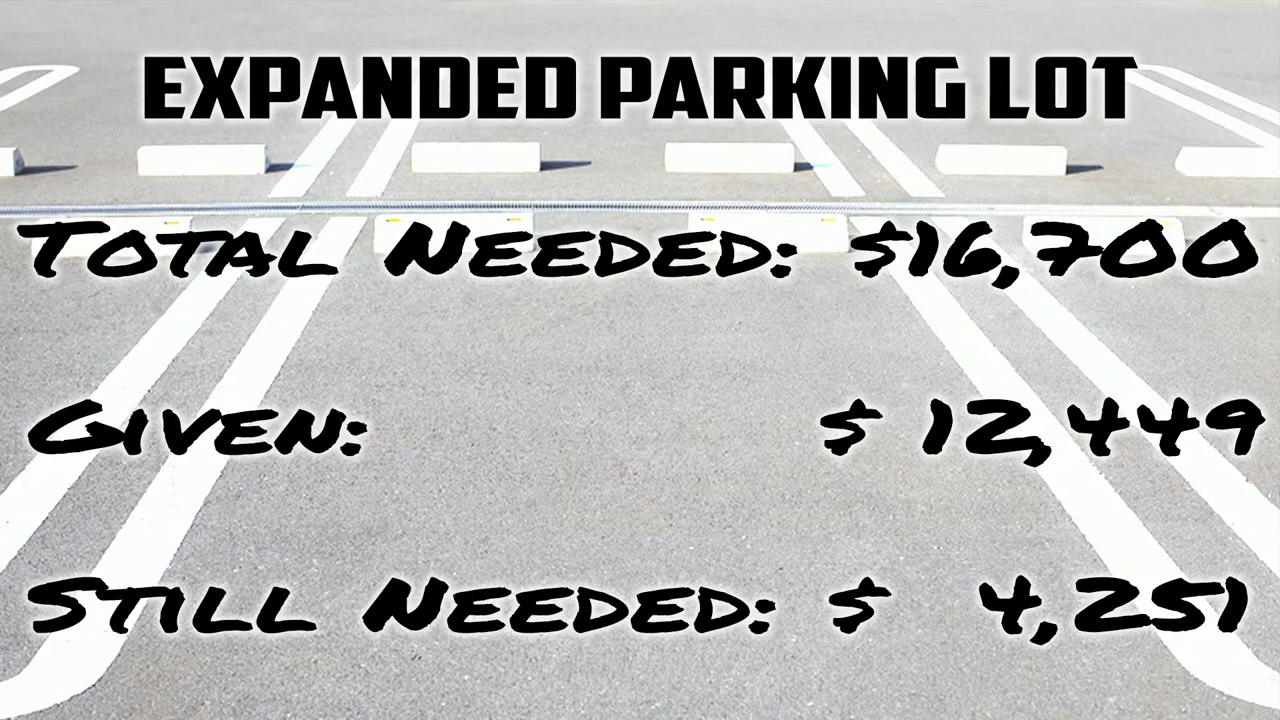 EXPANDED PARKING LOT
TOTAL NEEDED: $16,700
GIVEN: $ 12,449
STILL NEEDED: $ 4,251